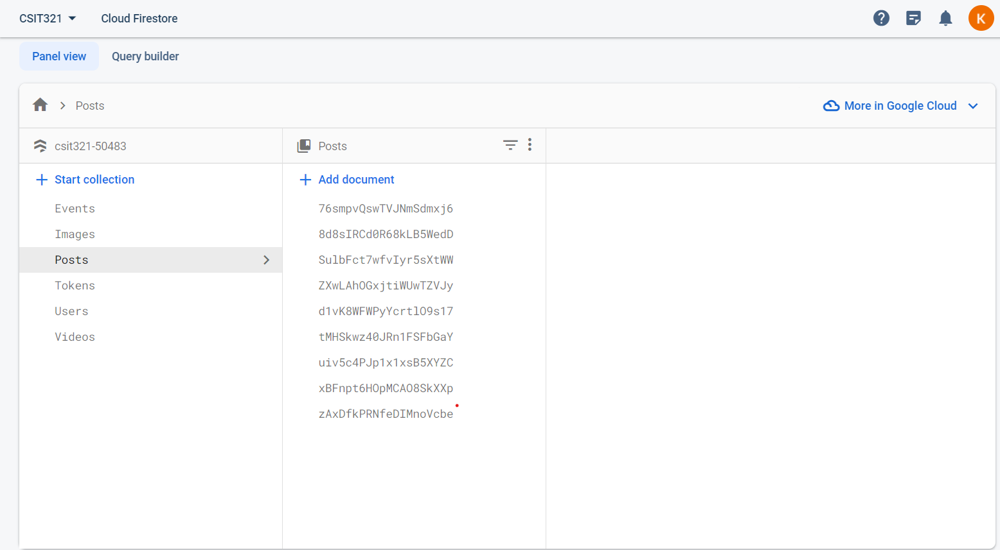 CSIT321 Cloud Firestore K
Panel view Query builder
Posts More in Google Cloud
csit321-50483 Posts
Start collection Add document
Events 76smpvQswTVJNmSdmxj6
Images 8d8sIRCd0R68kLB5WedD
Posts SulbFct7wfvIyr5sXtWW
Tokens ZXwLAhOGxjtiWUwTZVJy
Users d1vK8WFWPyYcrtlO9s17
Videos tMHSkwz40JRn1FSFbGaY
uiv5c4PJp1x1xsB5XYZC
xBFnpt6HOpMCAO8SkXXp
zAxDfkPRNfeDIMnoVcbe